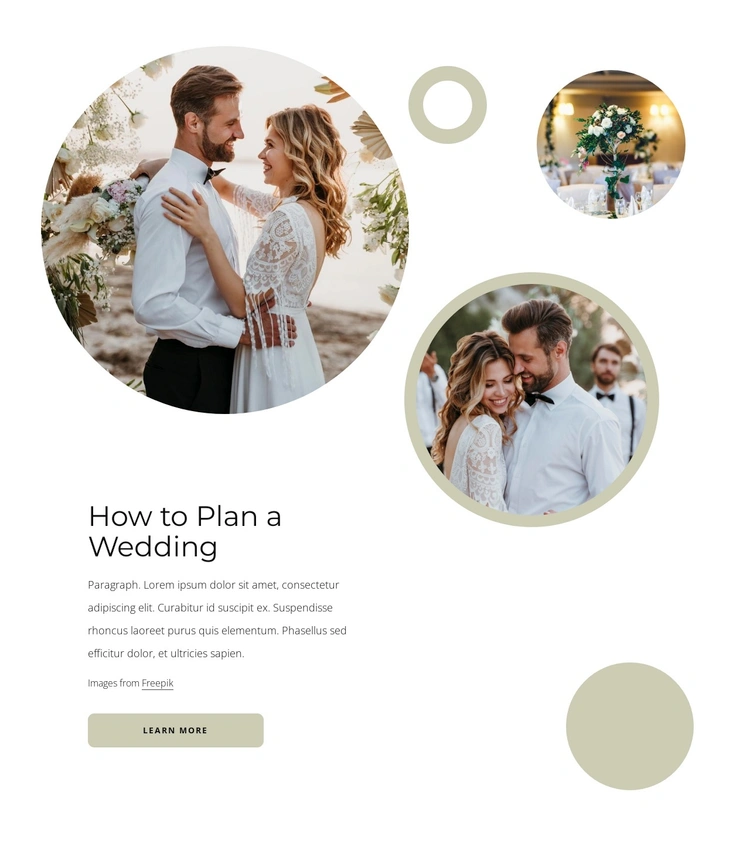 How to Plan a
Wedding
Paragraph. Lorem ipsum dolor sit amet, consectetur
adipiscing elit. Curabitur id suscipit ex. Suspendisse
rhoncus laoreet purus quis elementum. Phasellus sed
efficitur dolor, et ultricies sapien.
Images from Freepik
LEARN MORE